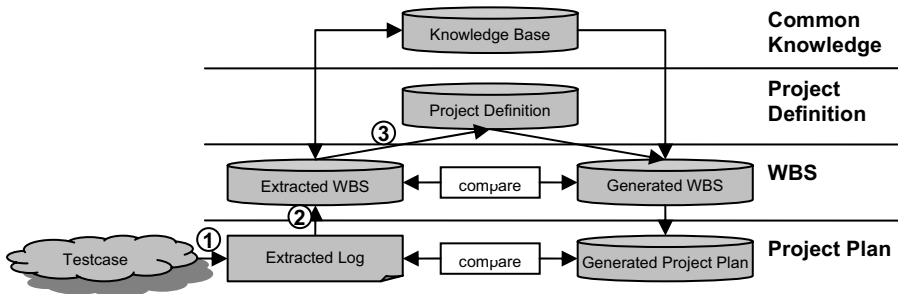 Common
Knowledge
Knowledge Base
Project
Definition
Project Definition
3
WBS
Extracted WBS
compare
Generated WBS
2
1
Project Plan
Testcase
Extracted Log
compare
Generated Project Plan